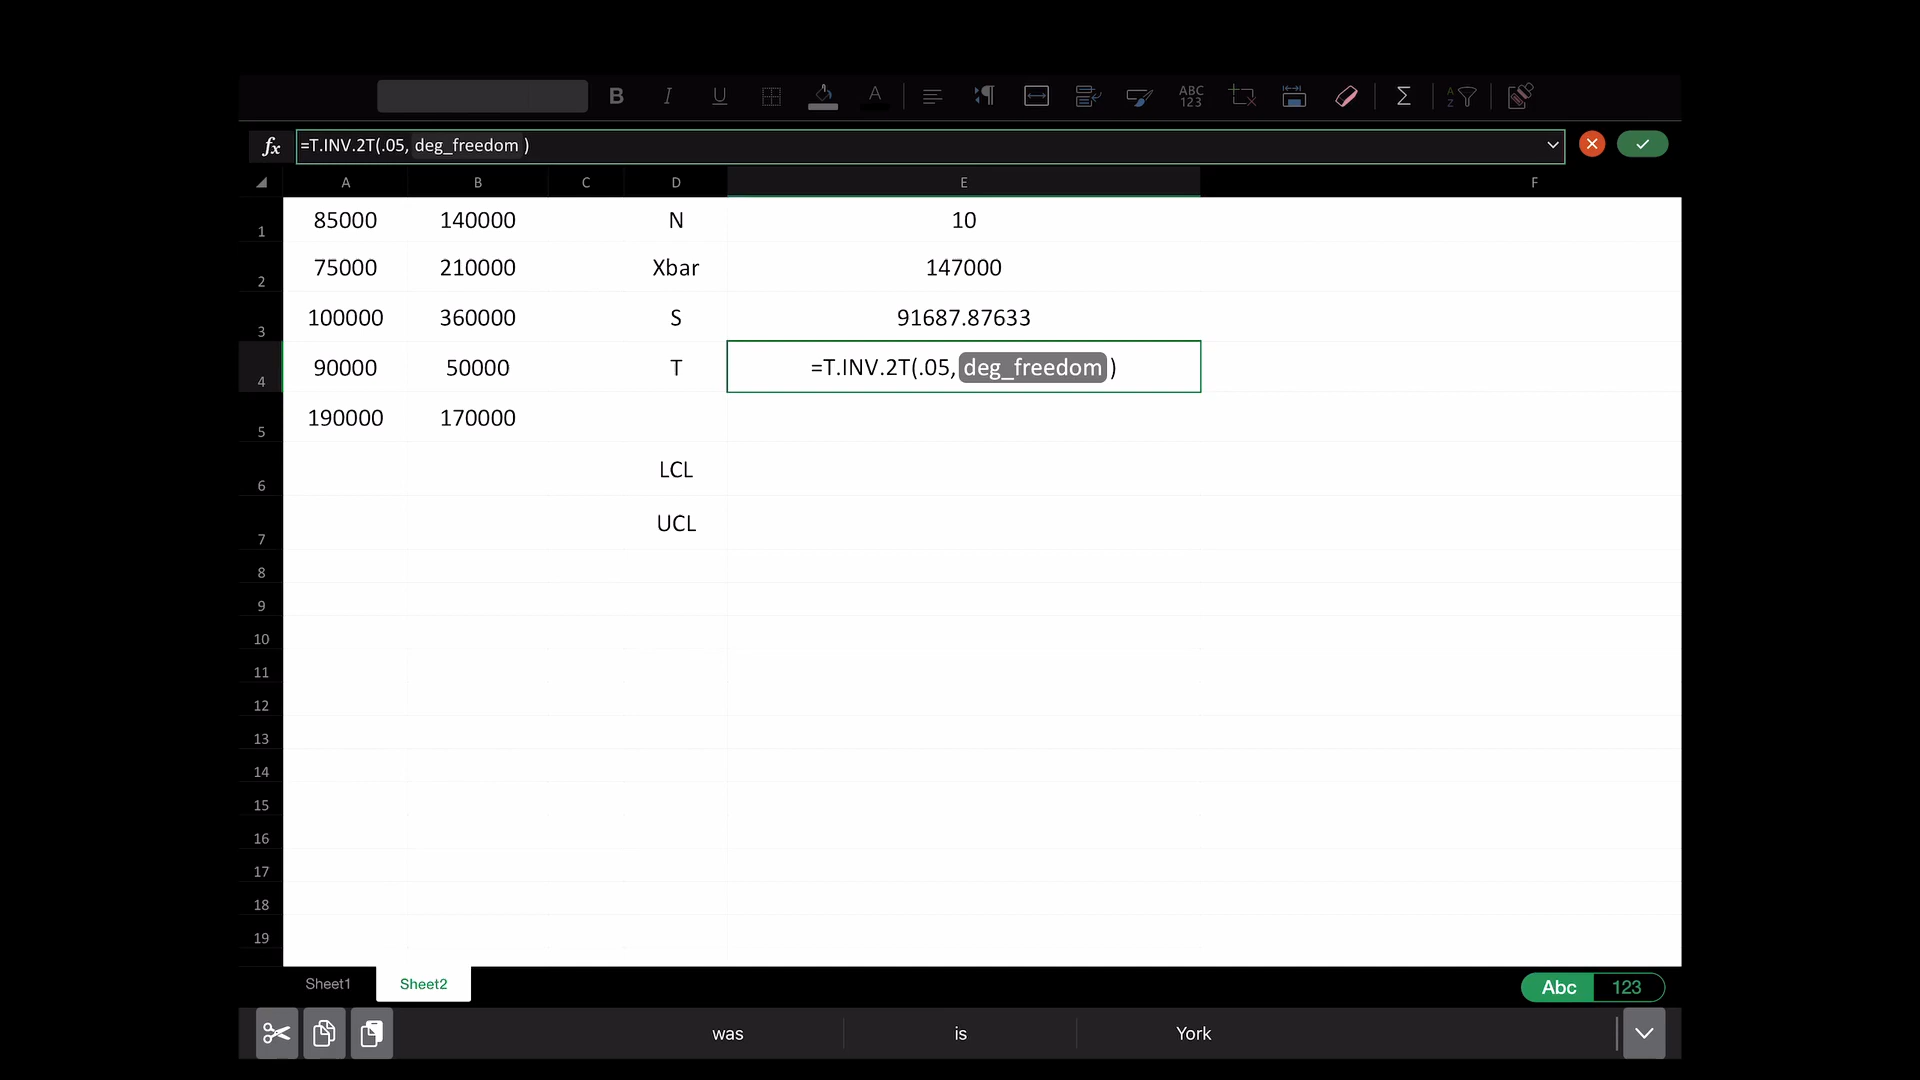 B I U A ABC 123 Σ A Z
fx =T.INV.2T(.05, deg_freedom )
A B C D E F
1 85000 140000 N 10
2 75000 210000 Xbar 147000
3 100000 360000 S 91687.87633
4 90000 50000 T =T.INV.2T(.05, deg_freedom )
5 190000 170000
6 LCL
7 UCL
8
9
10
11
12
13
14
15
16
17
18
19
Sheet1 Sheet2 Abc 123
was is York